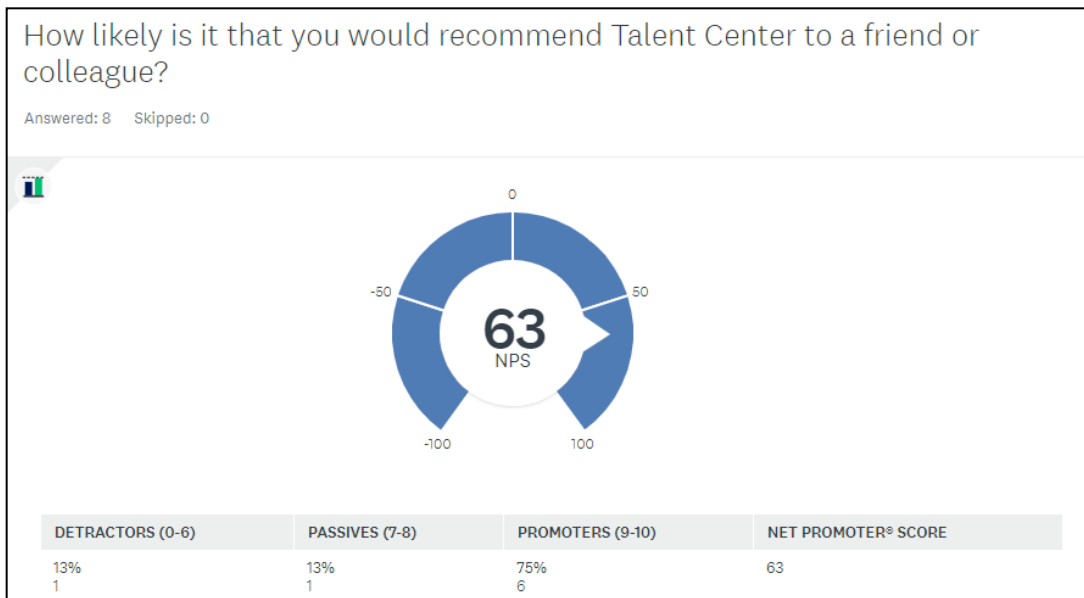 How likely is it that you would recommend Talent Center to a friend or
colleague?
Answered: 8 Skipped: 0
0
-50
50
63
NPS
-100
100
DETRACTORS (0-6) PASSIVES (7-8) PROMOTERS (9-10) NET PROMOTER® SCORE
13% 13% 75% 63
1 1 6